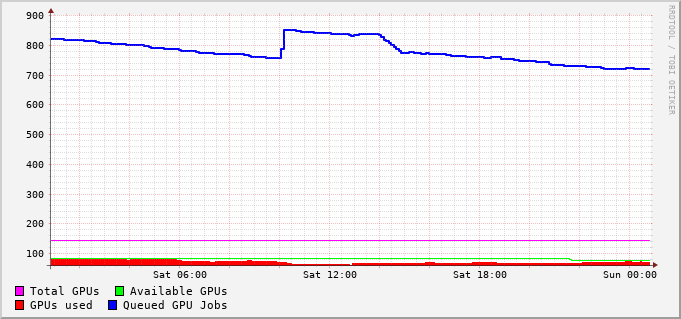 900
800
700
600
500
400
300
200
100
Sat 06:00 Sat 12:00 Sat 18:00 Sun 00:00
Total GPUs Available GPUs
GPUs used Queued GPU Jobs
RRDTOOL / TOBI OETIKER